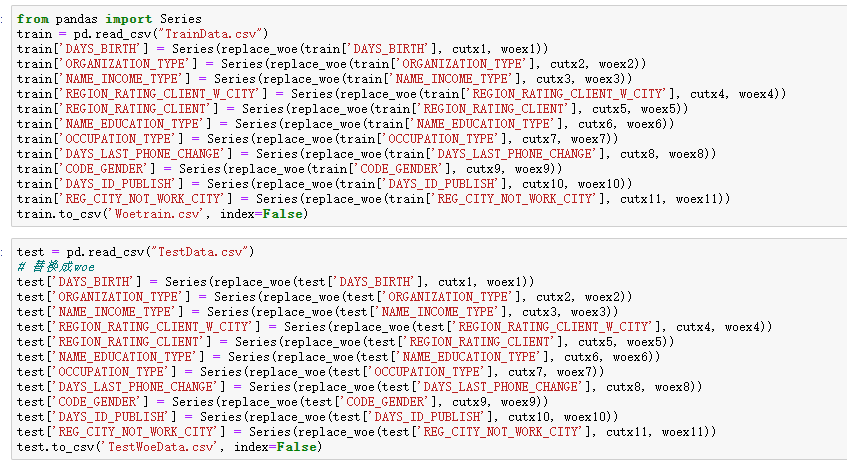 :
from pandas import Series
train = pd.read_csv("TrainData.csv")
train['DAYS_BIRTH'] = Series(replace_woe(train['DAYS_BIRTH'], cutx1, woex1))
train['ORGANIZATION_TYPE'] = Series(replace_woe(train['ORGANIZATION_TYPE'], cutx2, woex2))
train['NAME_INCOME_TYPE'] = Series(replace_woe(train['NAME_INCOME_TYPE'], cutx3, woex3))
train['REGION_RATING_CLIENT_W_CITY'] = Series(replace_woe(train['REGION_RATING_CLIENT_W_CITY'], cutx4, woex4))
train['REGION_RATING_CLIENT'] = Series(replace_woe(train['REGION_RATING_CLIENT'], cutx5, woex5))
train['NAME_EDUCATION_TYPE'] = Series(replace_woe(train['NAME_EDUCATION_TYPE'], cutx6, woex6))
train['OCCUPATION_TYPE'] = Series(replace_woe(train['OCCUPATION_TYPE'], cutx7, woex7))
train['DAYS_LAST_PHONE_CHANGE'] = Series(replace_woe(train['DAYS_LAST_PHONE_CHANGE'], cutx8, woex8))
train['CODE_GENDER'] = Series(replace_woe(train['CODE_GENDER'], cutx9, woex9))
train['DAYS_ID_PUBLISH'] = Series(replace_woe(train['DAYS_ID_PUBLISH'], cutx10, woex10))
train['REG_CITY_NOT_WORK_CITY'] = Series(replace_woe(train['REG_CITY_NOT_WORK_CITY'], cutx11, woex11))
train.to_csv('Woetrain.csv', index=False)
:
test = pd.read_csv("TestData.csv")
# 替换成woe
test['DAYS_BIRTH'] = Series(replace_woe(test['DAYS_BIRTH'], cutx1, woex1))
test['ORGANIZATION_TYPE'] = Series(replace_woe(test['ORGANIZATION_TYPE'], cutx2, woex2))
test['NAME_INCOME_TYPE'] = Series(replace_woe(test['NAME_INCOME_TYPE'], cutx3, woex3))
test['REGION_RATING_CLIENT_W_CITY'] = Series(replace_woe(test['REGION_RATING_CLIENT_W_CITY'], cutx4, woex4))
test['REGION_RATING_CLIENT'] = Series(replace_woe(test['REGION_RATING_CLIENT'], cutx5, woex5))
test['NAME_EDUCATION_TYPE'] = Series(replace_woe(test['NAME_EDUCATION_TYPE'], cutx6, woex6))
test['OCCUPATION_TYPE'] = Series(replace_woe(test['OCCUPATION_TYPE'], cutx7, woex7))
test['DAYS_LAST_PHONE_CHANGE'] = Series(replace_woe(test['DAYS_LAST_PHONE_CHANGE'], cutx8, woex8))
test['CODE_GENDER'] = Series(replace_woe(test['CODE_GENDER'], cutx9, woex9))
test['DAYS_ID_PUBLISH'] = Series(replace_woe(test['DAYS_ID_PUBLISH'], cutx10, woex10))
test['REG_CITY_NOT_WORK_CITY'] = Series(replace_woe(test['REG_CITY_NOT_WORK_CITY'], cutx11, woex11))
test.to_csv('TestWoeData.csv', index=False)